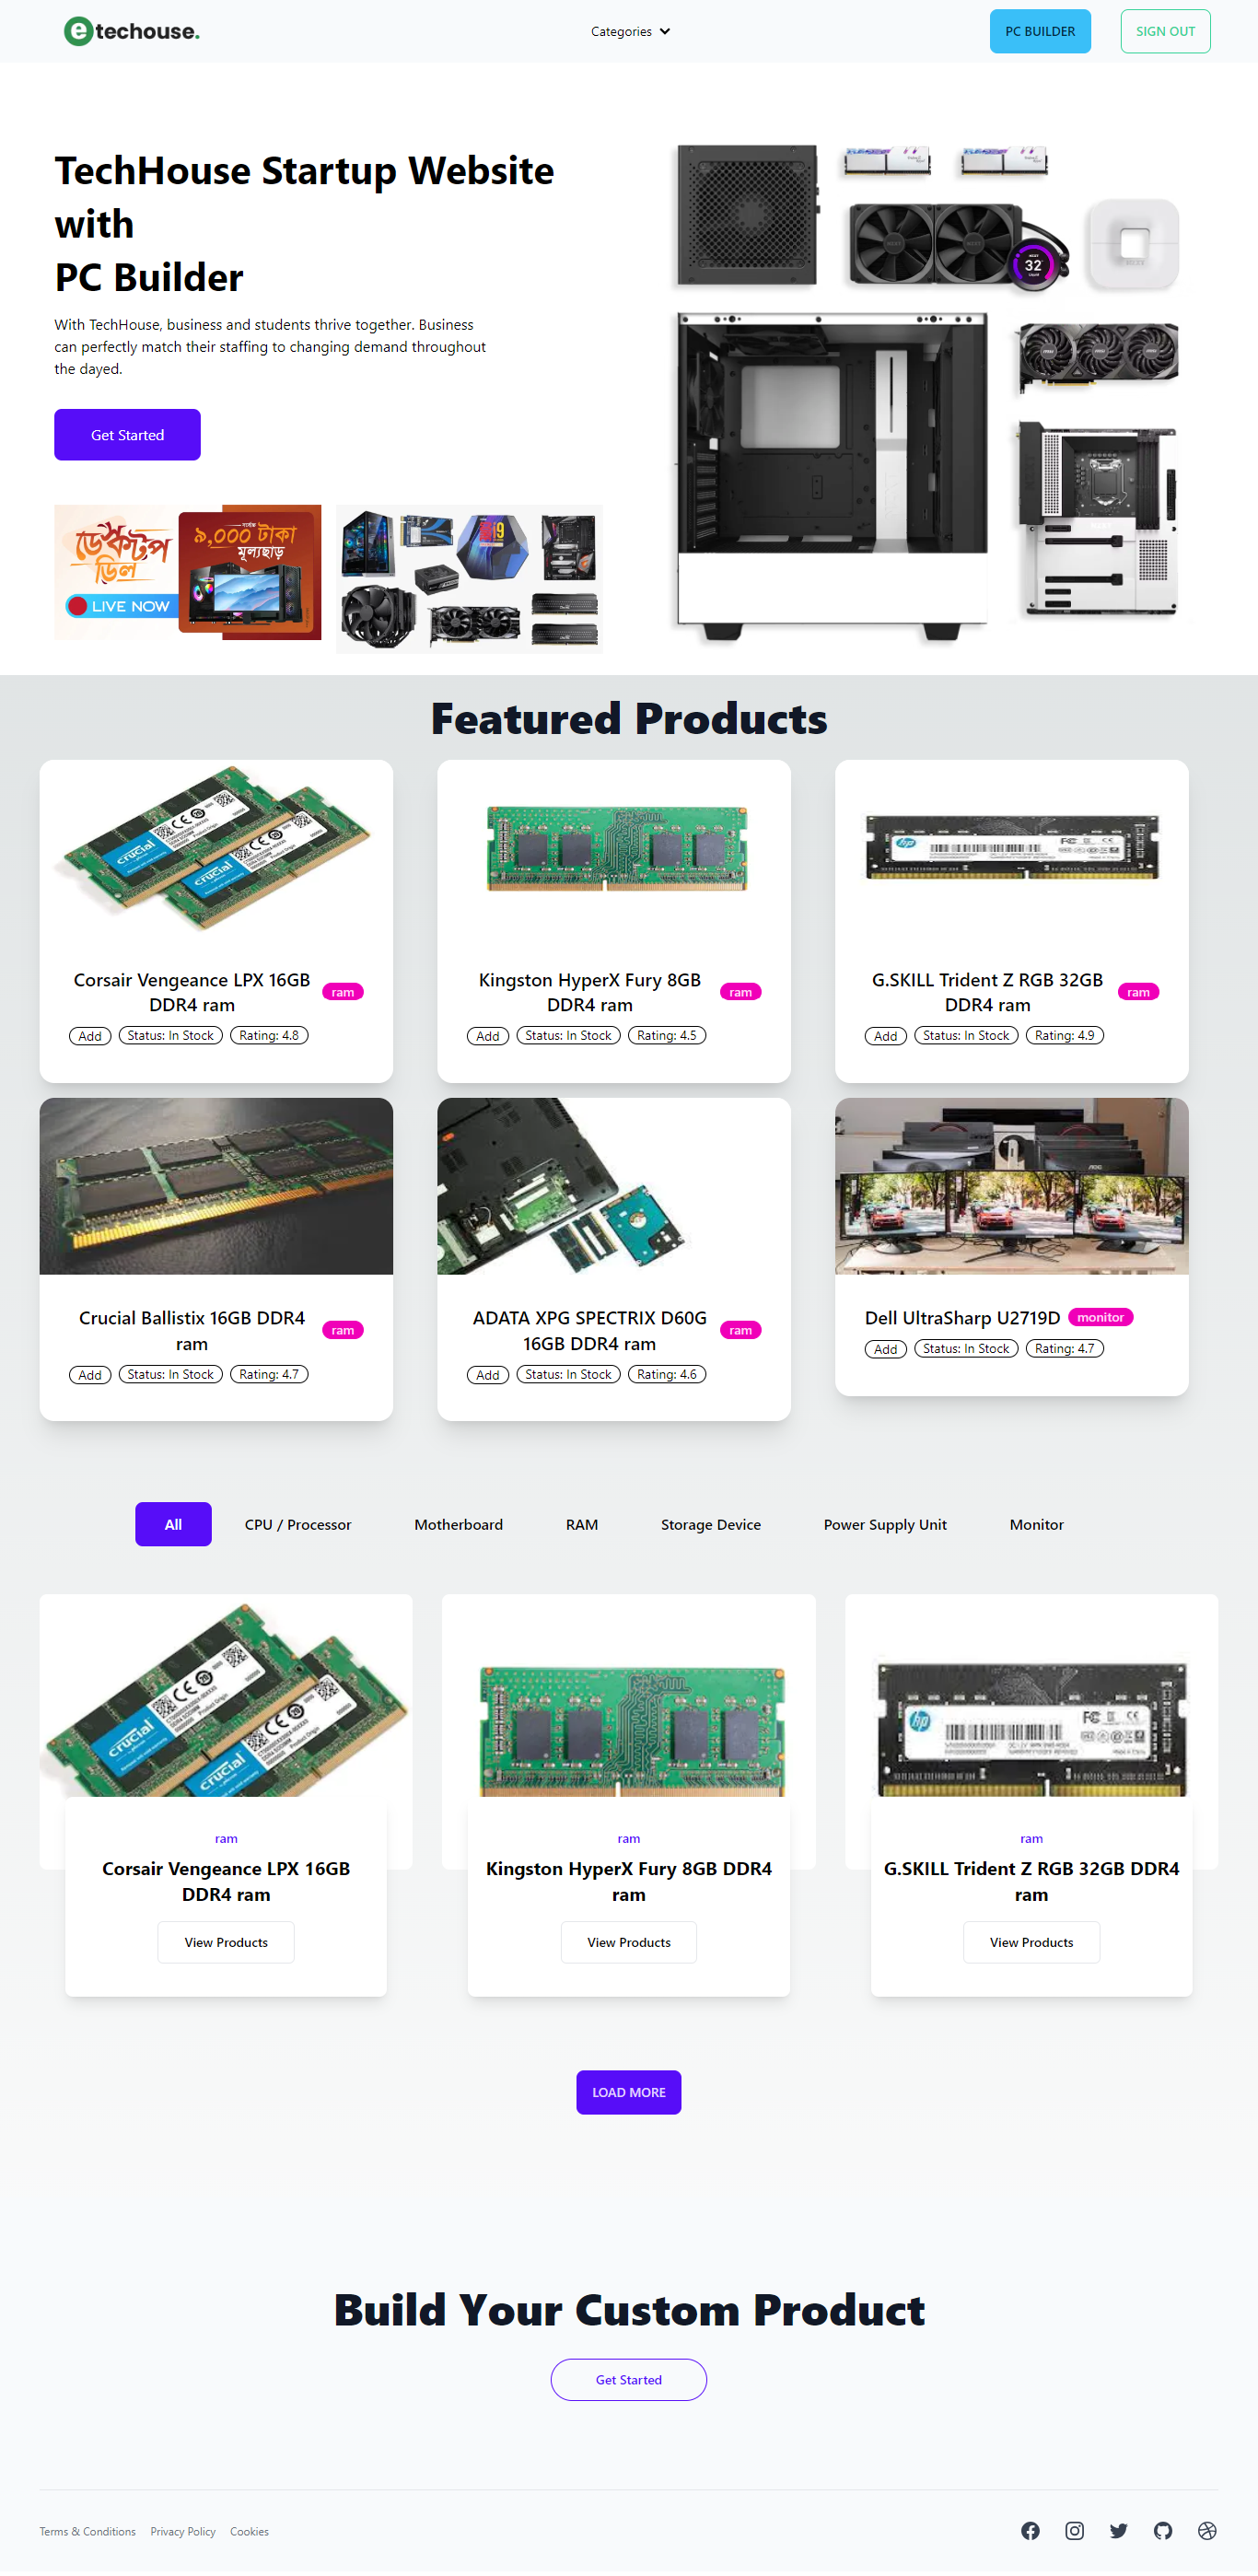 etechouse.
Categories
PC BUILDER
SIGN OUT
TechHouse Startup Website
with
PC Builder
With TechHouse, business and students thrive together. Business
can perfectly match their staffing to changing demand throughout
the dayed.
Get Started
ডেস্কটপ
ডিল
LIVE NOW
সর্বোচ্চ
৯,০০০ টাকা
মূল্যছাড়
32
Featured Products
crucial
crucial
hp
Corsair Vengeance LPX 16GB
DDR4 ram
ram
Add
Status: In Stock
Rating: 4.8
Kingston HyperX Fury 8GB
DDR4 ram
ram
Add
Status: In Stock
Rating: 4.5
G.SKILL Trident Z RGB 32GB
DDR4 ram
ram
Add
Status: In Stock
Rating: 4.9
Crucial Ballistix 16GB DDR4
ram
ram
Add
Status: In Stock
Rating: 4.7
ADATA XPG SPECTRIX D60G
16GB DDR4 ram
ram
Add
Status: In Stock
Rating: 4.6
Dell UltraSharp U2719D
monitor
Add
Status: In Stock
Rating: 4.7
All
CPU / Processor
Motherboard
RAM
Storage Device
Power Supply Unit
Monitor
crucial
crucial
hp
ram
Corsair Vengeance LPX 16GB
DDR4 ram
View Products
ram
Kingston HyperX Fury 8GB DDR4
ram
View Products
ram
G.SKILL Trident Z RGB 32GB DDR4
ram
View Products
LOAD MORE
Build Your Custom Product
Get Started
Terms & Conditions
Privacy Policy
Cookies